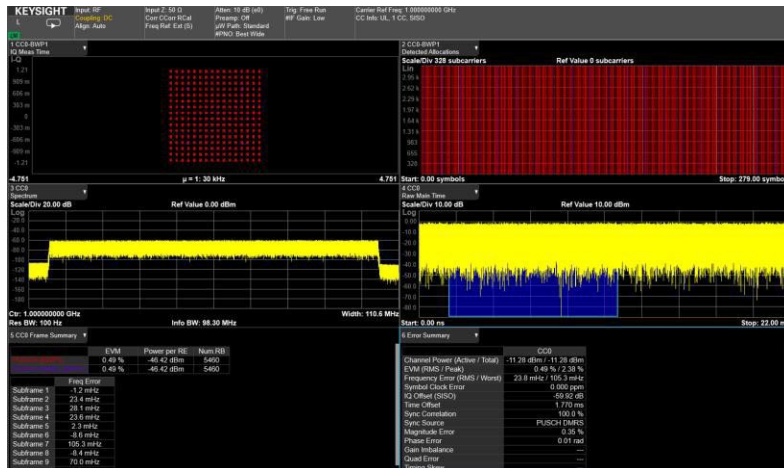 KEYSIGHT
L
Input: RF
Coupling: DC
Align: Auto
Input Z: 50 Ω
Corr CCorr RCal
Freq Ref: Ext (S)
Atten: 10 dB (e0)
Preamp: Off
µW Path: Standard
#PNO: Best Wide
Trig: Free Run
#IF Gain: Low
Carrier Ref Freq: 1.000000000 GHz
CC Info: UL, 1 CC, SISO
1 CC0-BWP1
IQ Meas Time
I-Q
1.21
909 m
606 m
303 m
0
-303 m
-606 m
-909 m
-1.21
-4.751
µ = 1: 30 kHz
4.751
2 CC0-BWP1
Detected Allocations
Scale/Div 328 subcarriers
Ref Value 0 subcarriers
Lin
2.95 k
2.62 k
2.29 k
1.97 k
1.64 k
1.31 k
983
655
328
Start: 0.00 symbols
Stop: 279.00 symbo
3 CC0
Spectrum
Scale/Div 20.00 dB
Ref Value 0.00 dBm
Log
-20.0
-40.0
-60.0
-80.0
-100
-120
-140
-160
-180
Ctr: 1.000000000 GHz
Width: 110.6 MHz
Res BW: 100 Hz
Info BW: 98.30 MHz
4 CC0
Raw Main Time
Scale/Div 10.00 dB
Ref Value 10.00 dBm
Log
0.00
-10.0
-20.0
-30.0
-40.0
-50.0
-60.0
-70.0
-80.0
Start: 0.00 ns
Stop: 22.00 m
5 CC0 Frame Summary
EVM Power per RE Num.RB
0.49 % -46.42 dBm 5460
0.49 % -46.42 dBm 5460
Freq Error
Subframe 1 -1.2 mHz
Subframe 2 23.4 mHz
Subframe 3 28.1 mHz
Subframe 4 23.6 mHz
Subframe 5 2.3 mHz
Subframe 6 -8.6 mHz
Subframe 7 105.3 mHz
Subframe 8 -8.4 mHz
Subframe 9 70.0 mHz
6 Error Summary
CC0
Channel Power (Active / Total) -11.28 dBm / -11.28 dBm
EVM (RMS / Peak) 0.49 % / 2.38 %
Frequency Error (RMS / Worst) 23.8 mHz / 105.3 mHz
Symbol Clock Error 0.000 ppm
IQ Offset (SISO) -59.92 dB
Time Offset 1.770 ms
Sync Correlation 100.0 %
Sync Source PUSCH DMRS
Magnitude Error 0.35 %
Phase Error 0.01 rad
Gain Imbalance ---
Quad Error ---
Timing Skew